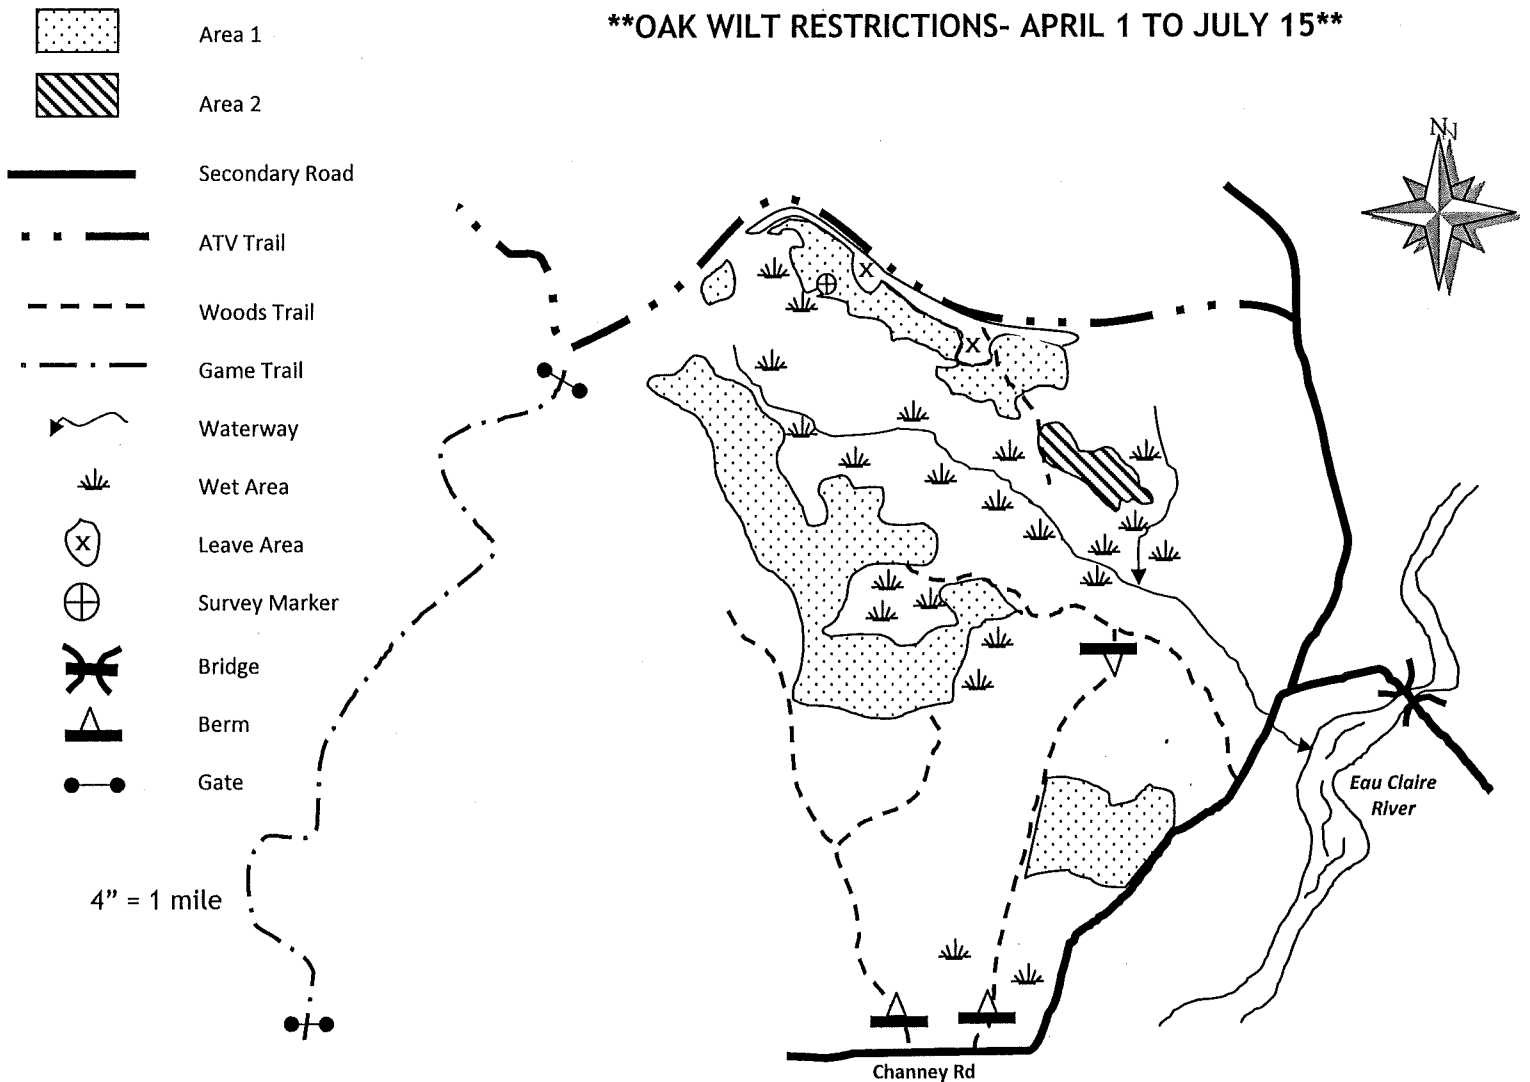 **OAK WILT RESTRICTIONS- APRIL 1 TO JULY 15**
Area 1
Area 2
Secondary Road
ATV Trail
Woods Trail
Game Trail
Waterway
Wet Area
X
Leave Area
Survey Marker
Bridge
Berm
Gate
4” = 1 mile
N
N
X
X
Eau Claire
River
Channey Rd